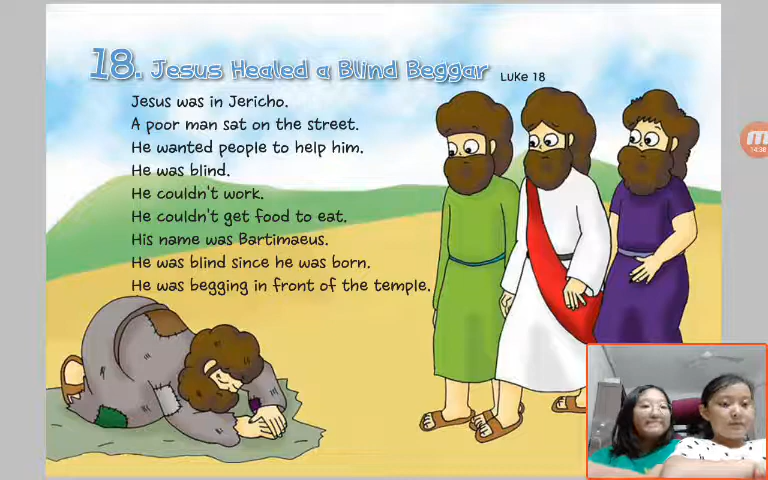 18. Jesus Healed a Blind Beggar Luke 18
Jesus was in Jericho.
A poor man sat on the street.
He wanted people to help him.
He was blind.
He couldn't work.
He couldn't get food to eat.
His name was Bartimaeus.
He was blind since he was born.
He was begging in front of the temple.
14:38